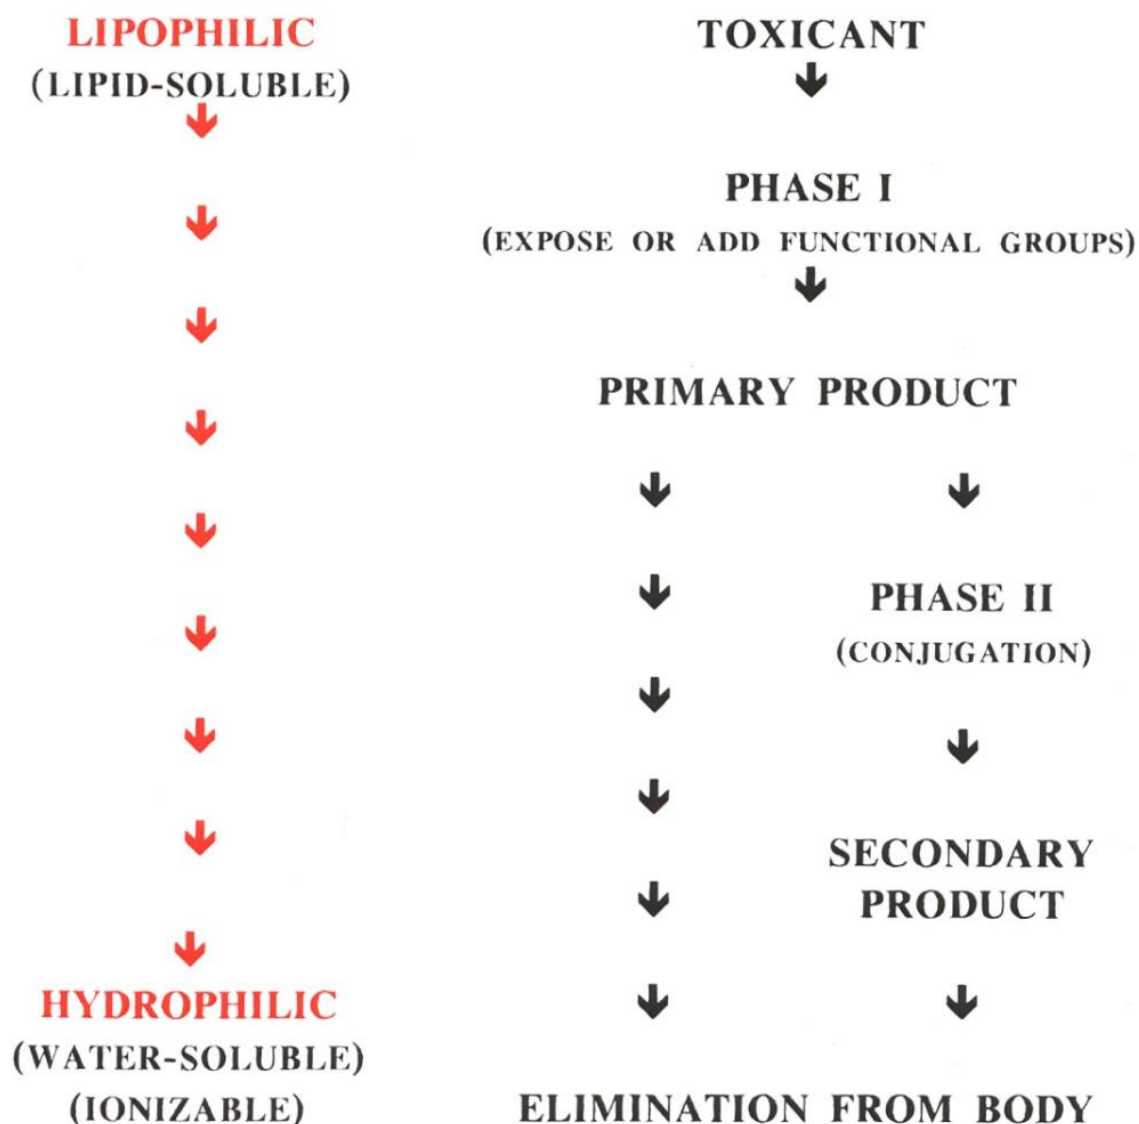 LIPOPHILIC
(LIPID-SOLUBLE)
HYDROPHILIC
(WATER-SOLUBLE)
(IONIZABLE)
TOXICANT
PHASE I
(EXPOSE OR ADD FUNCTIONAL GROUPS)
PRIMARY PRODUCT
PHASE II
(CONJUGATION)
SECONDARY
PRODUCT
ELIMINATION FROM BODY